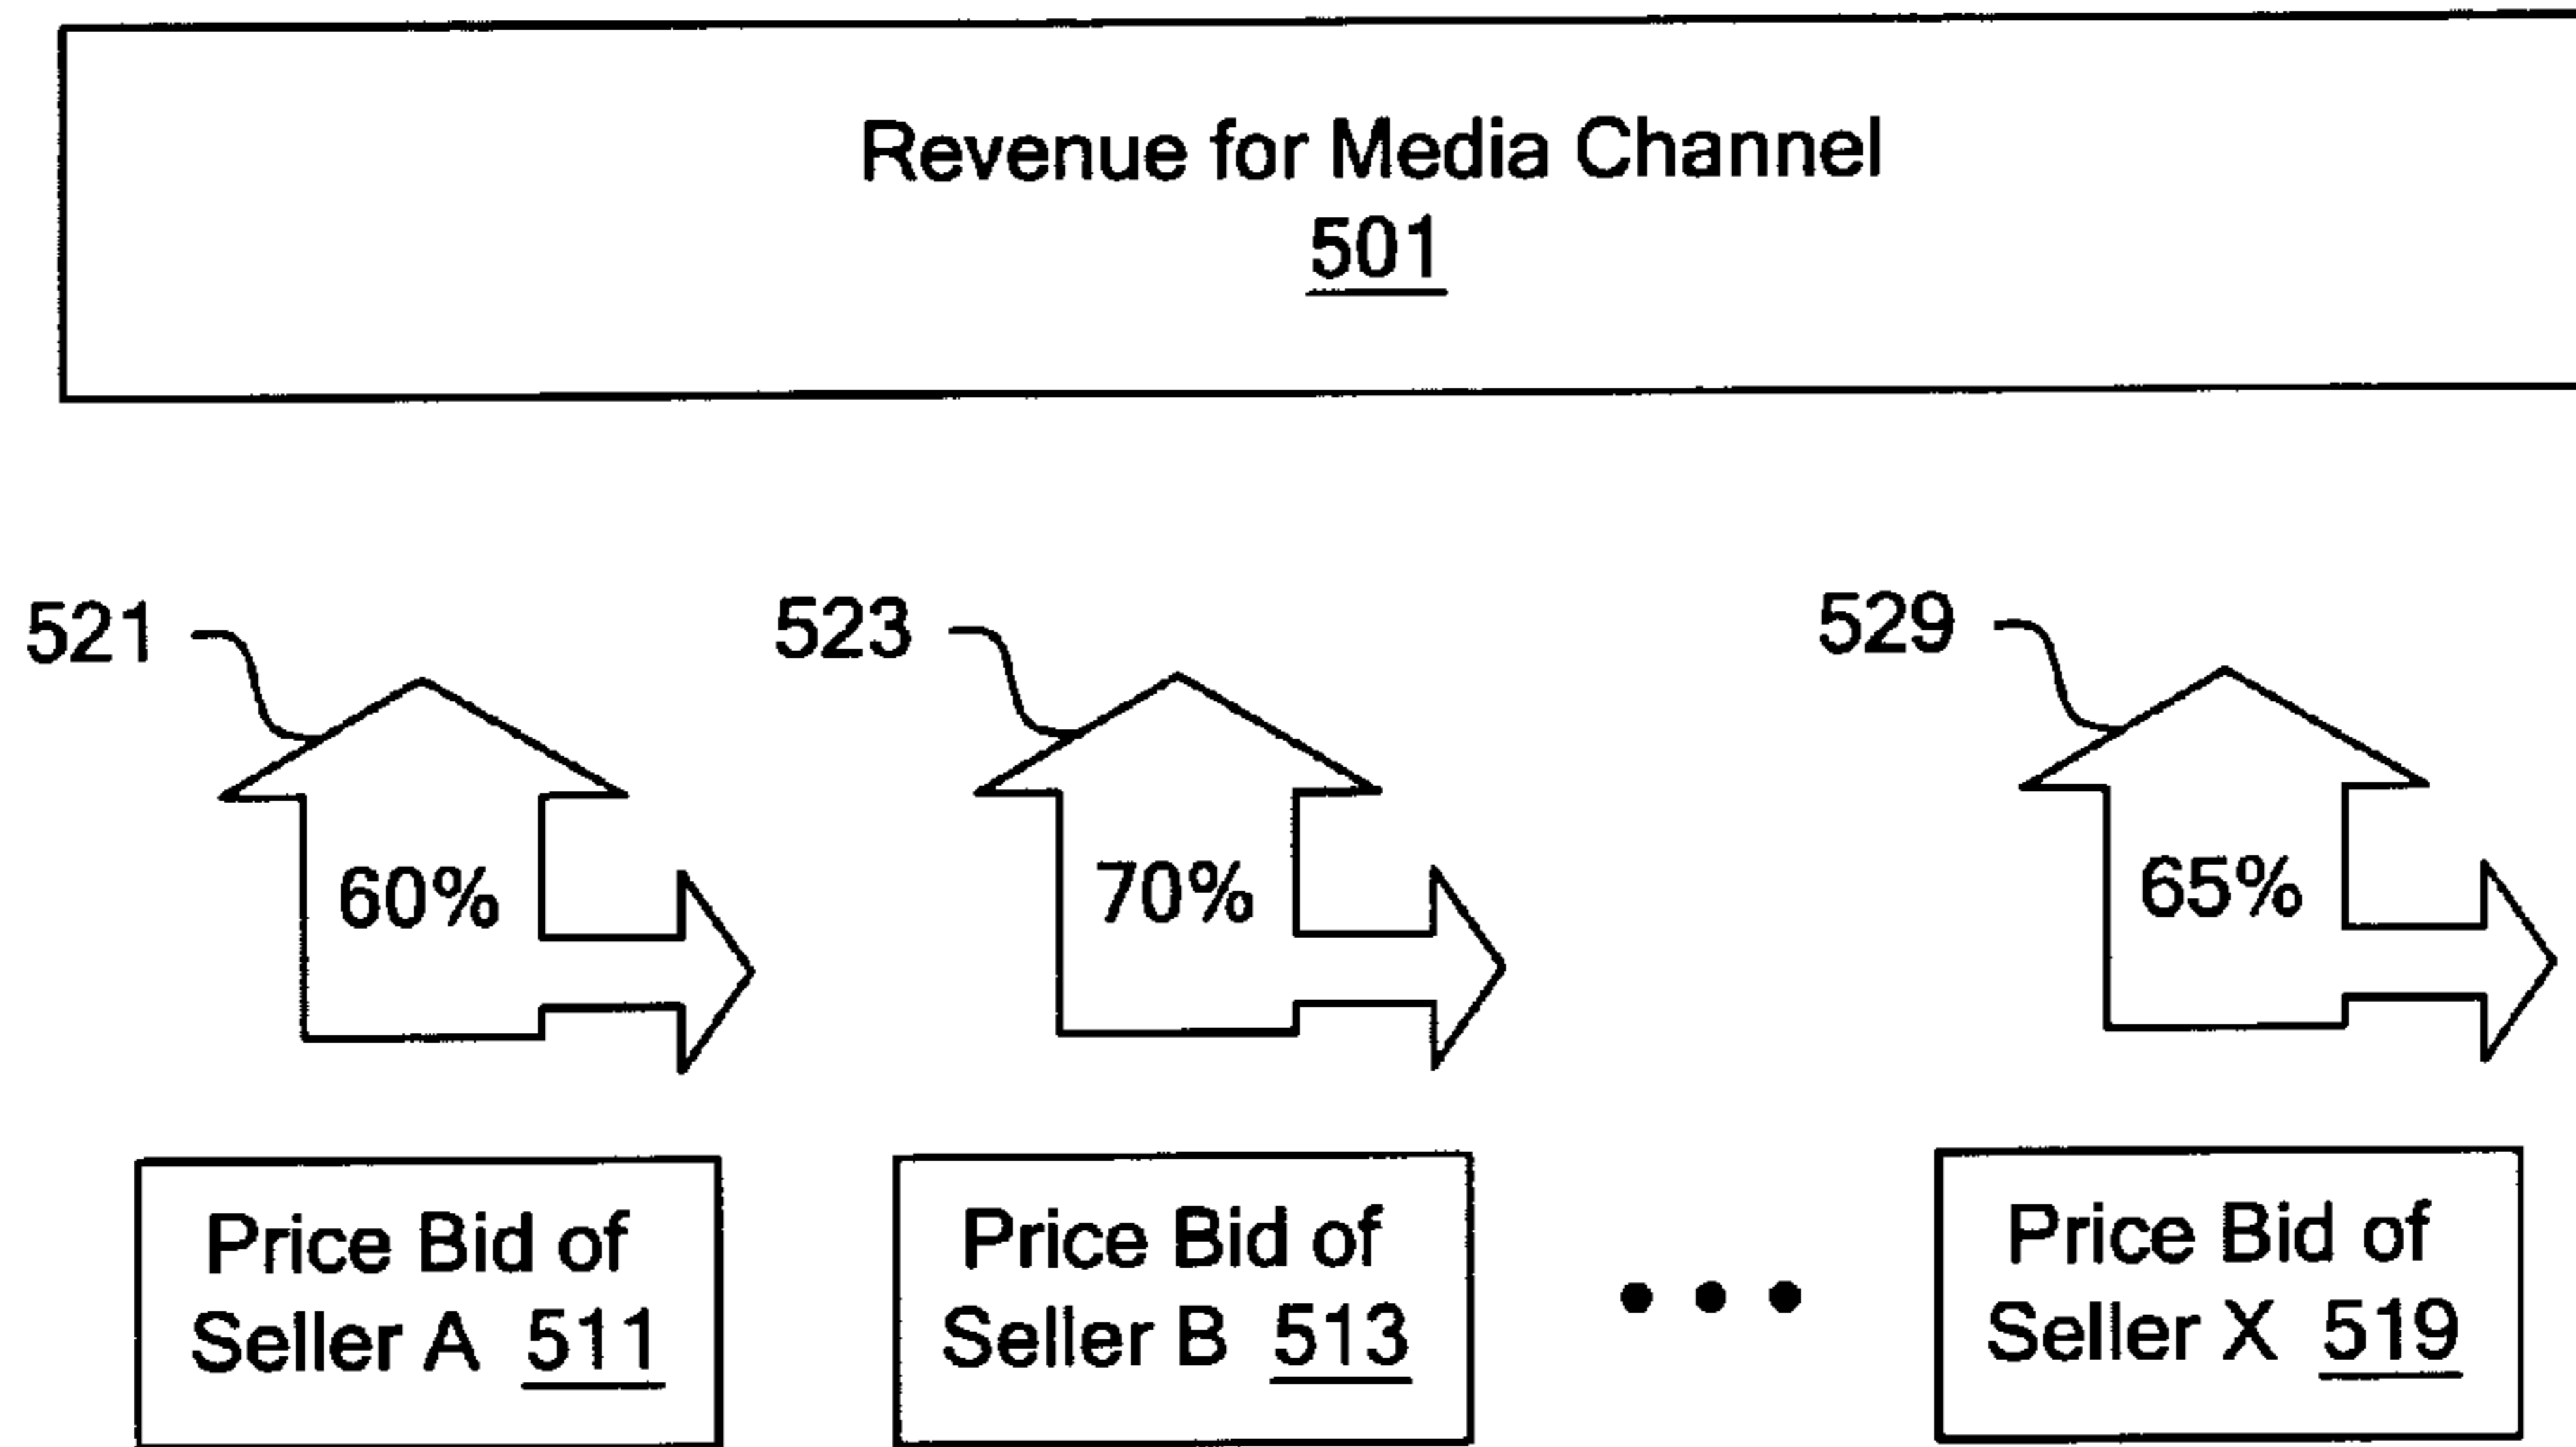 Revenue for Media Channel
501
521
523
529
60%
70%
65%
Price Bid of
Seller A 511
Price Bid of
Seller B 513
Price Bid of
Seller X 519